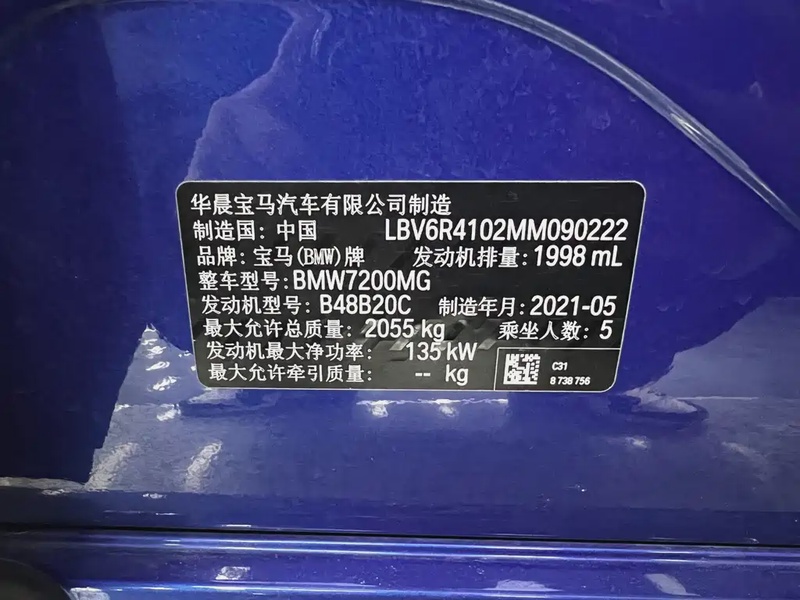 华晨宝马汽车有限公司制造
制造国: 中国 LBV6R4102MM090222
品牌: 宝马(BMW)牌 发动机排量: 1998 mL
整车型号: BMW7200MG
发动机型号: B48B20C 制造年月: 2021-05
最大允许总质量: 2055 kg 乘坐人数: 5
发动机最大净功率: 135 kW
最大允许牵引质量: -- kg
C31
8 738 756